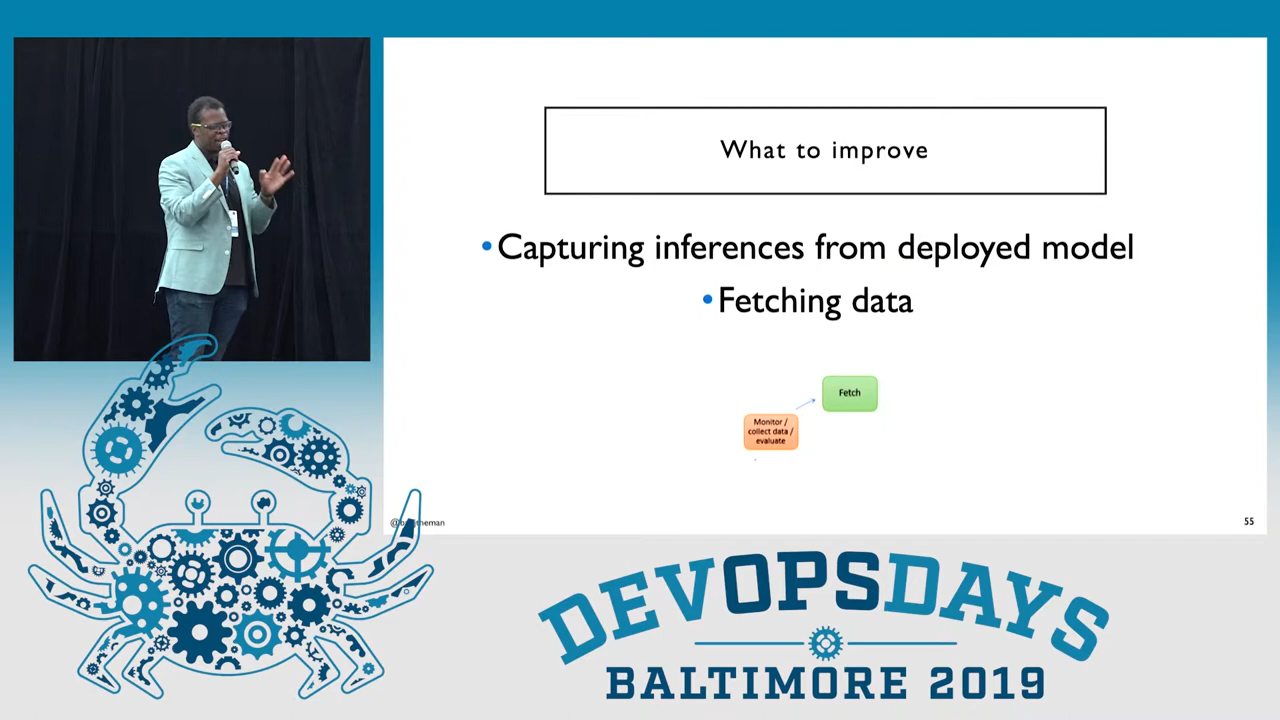 What to improve
•Capturing inferences from deployed model
•Fetching data
Fetch
Monitor /
collect data /
evaluate
55
DEVOPSDAYS
BALTIMORE 2019